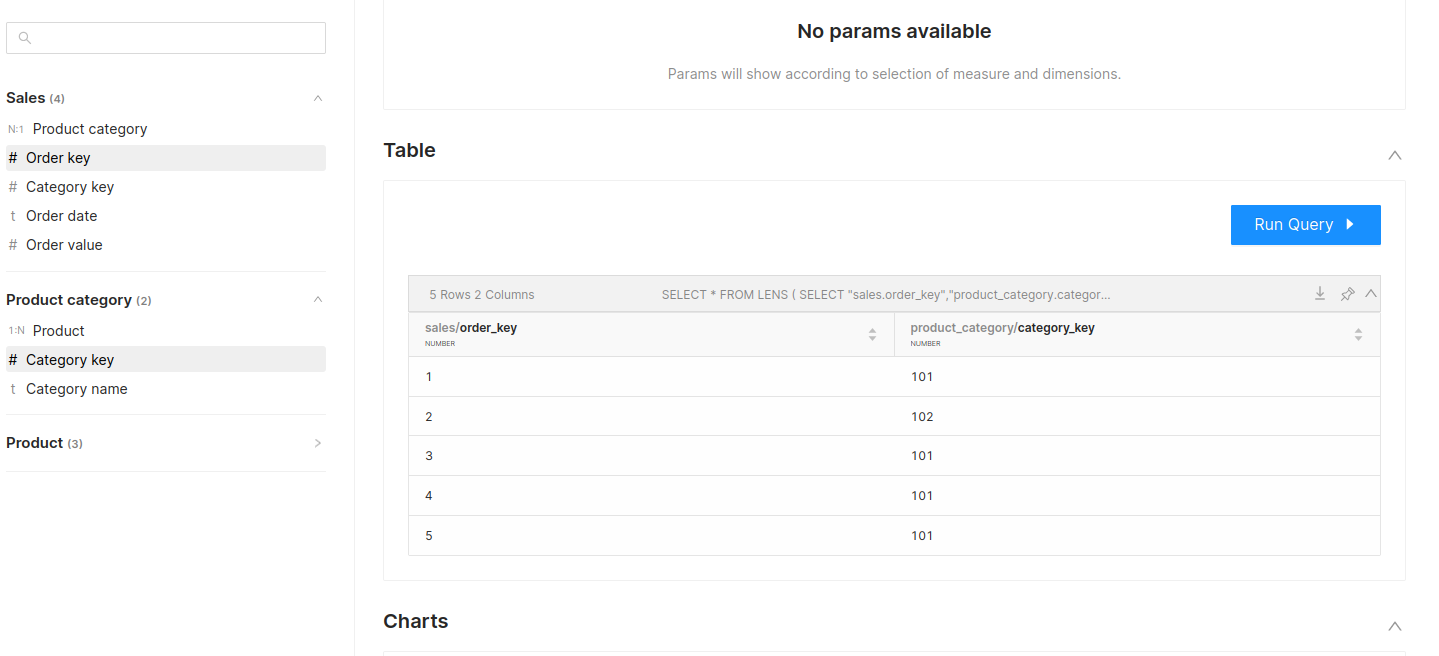 Sales (4)
N:1 Product category
# Order key
# Category key
t Order date
# Order value
Product category (2)
1:N Product
# Category key
t Category name
Product (3)
No params available
Params will show according to selection of measure and dimensions.
Table
Run Query
5 Rows 2 Columns SELECT * FROM LENS ( SELECT "sales.order_key","product_category.categor...
sales/order_key product_category/category_key
NUMBER NUMBER
1 101
2 102
3 101
4 101
5 101
Charts